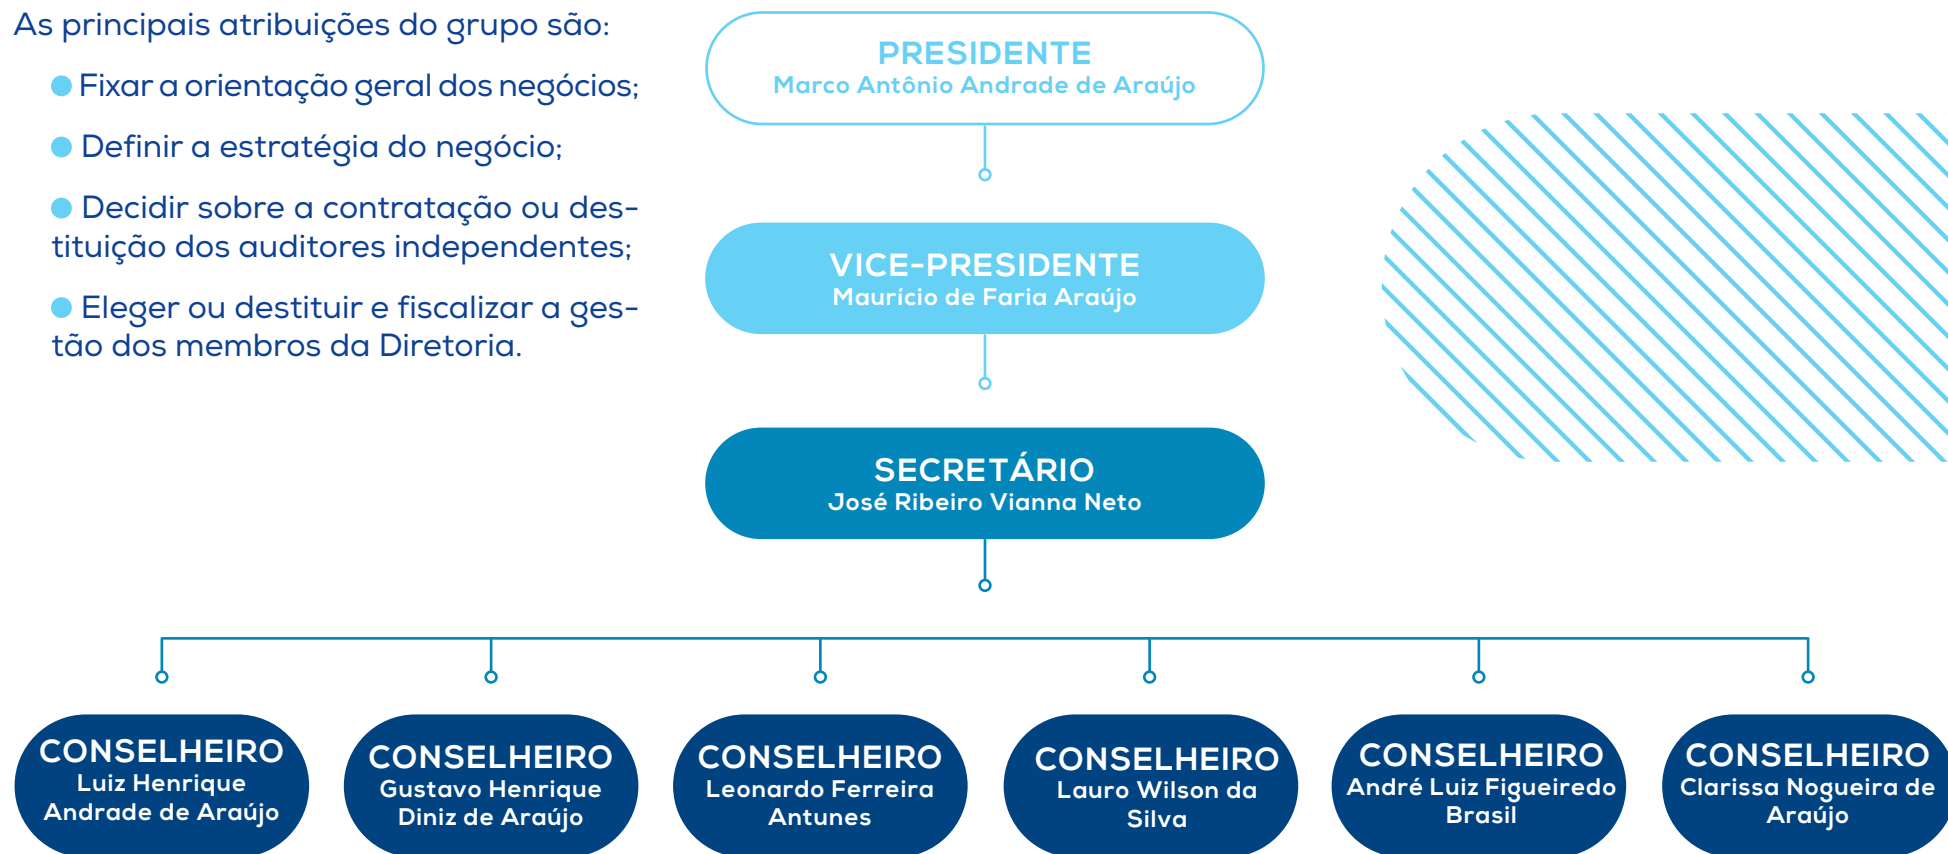 As principais atribuições do grupo são:
● Fixar a orientação geral dos negócios;
● Definir a estratégia do negócio;
● Decidir sobre a contratação ou des-
tituição dos auditores independentes;
● Eleger ou destituir e fiscalizar a ges-
tão dos membros da Diretoria.
PRESIDENTE
Marco Antônio Andrade de Araújo
VICE-PRESIDENTE
Maurício de Faria Araújo
SECRETÁRIO
José Ribeiro Vianna Neto
CONSELHEIRO
Luiz Henrique
Andrade de Araújo
CONSELHEIRO
Gustavo Henrique
Diniz de Araújo
CONSELHEIRO
Leonardo Ferreira
Antunes
CONSELHEIRO
Lauro Wilson da
Silva
CONSELHEIRO
André Luiz Figueiredo
Brasil
CONSELHEIRO
Clarissa Nogueira de
Araújo